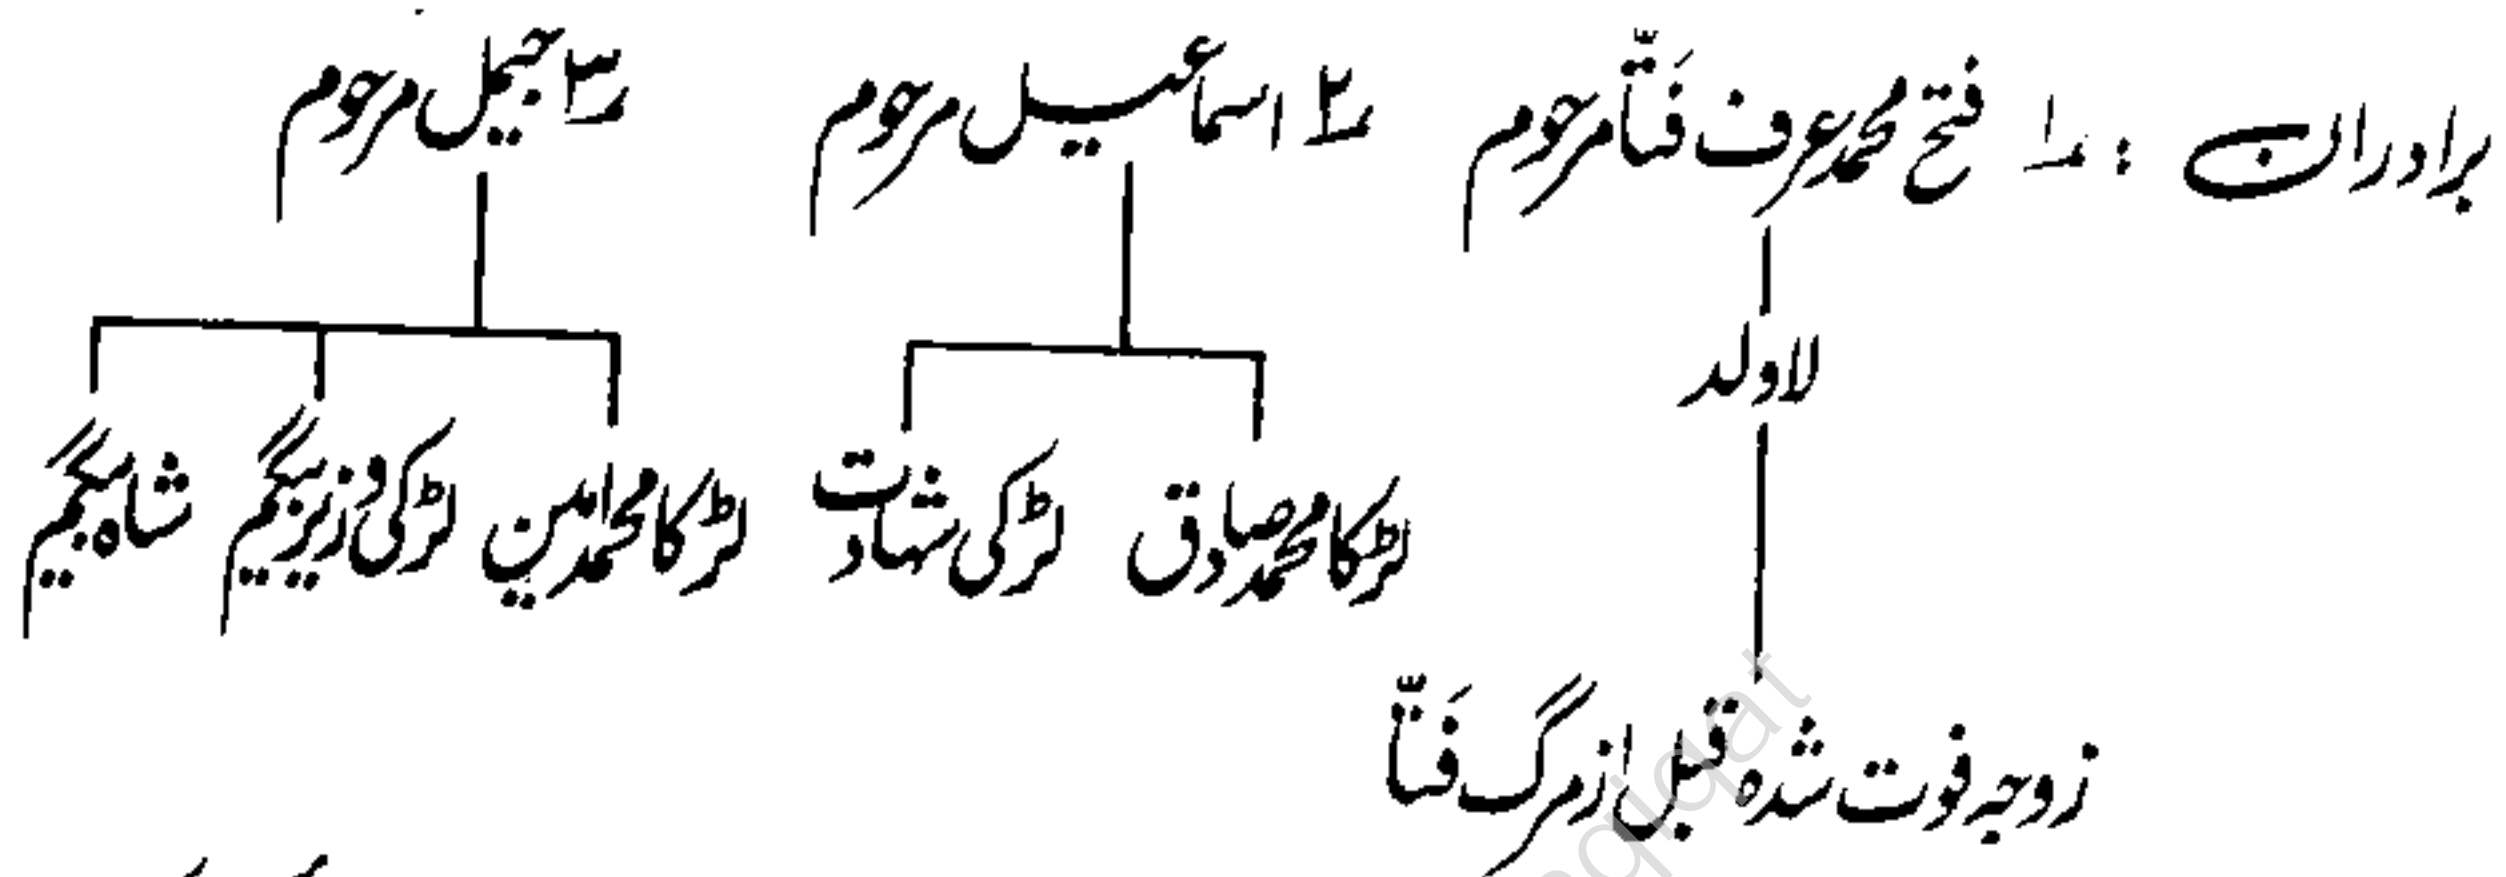 برادران : ۱؎ فتح محمد عرف فتّا مرحوم ۲؎ اسماعیل مرحوم ۳؎ جمیل مرحوم
لاولد
لڑکا محمد صادق لڑکی شہادت لڑکا محمد امین لڑکی وزیر بیگم شاہ بیگم
زوجہ فوت شدہ قبل از مرگ فتّا
qiqat